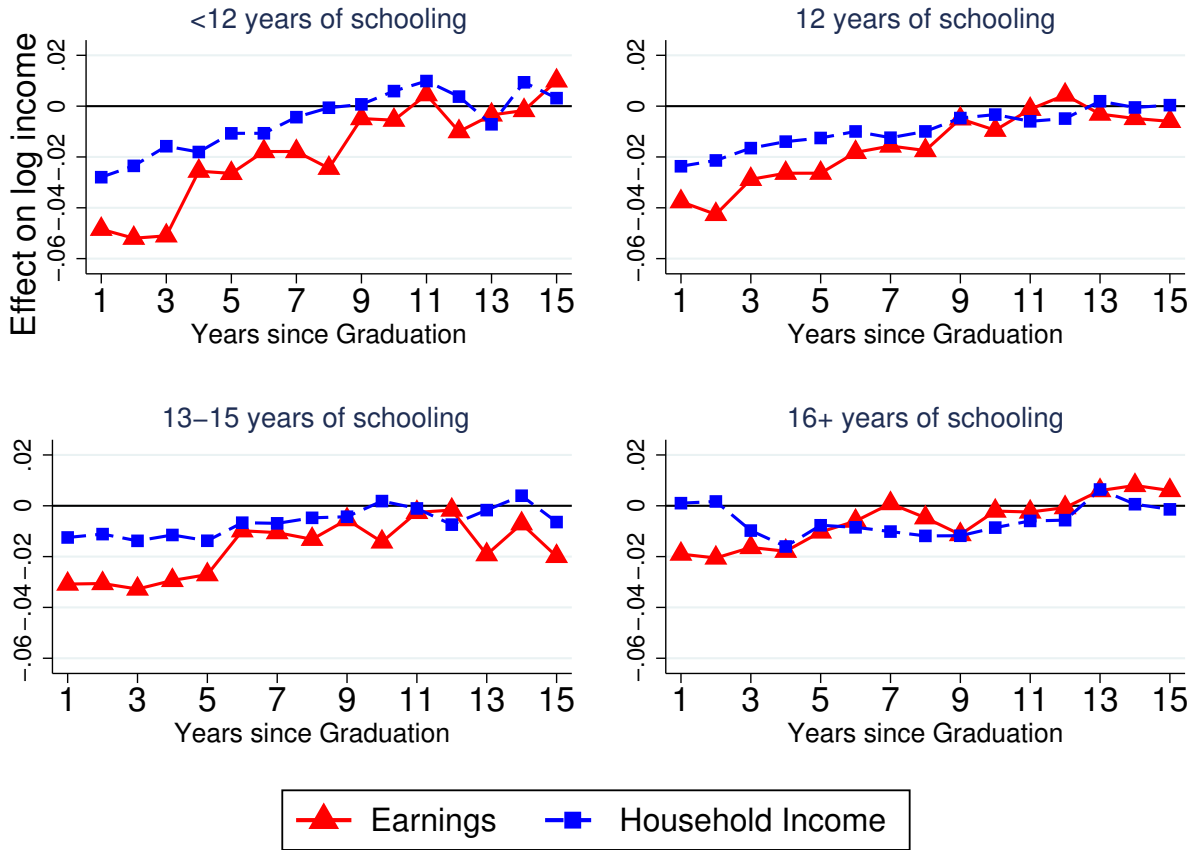 <12 years of schooling
Effect on log income
.02
0
-.02
-.04
-.06
1 3 5 7 9 11 13 15
Years since Graduation
12 years of schooling
.02
0
-.02
-.04
-.06
1 3 5 7 9 11 13 15
Years since Graduation
13−15 years of schooling
.02
0
-.02
-.04
-.06
1 3 5 7 9 11 13 15
Years since Graduation
16+ years of schooling
.02
0
-.02
-.04
-.06
1 3 5 7 9 11 13 15
Years since Graduation
Earnings Household Income